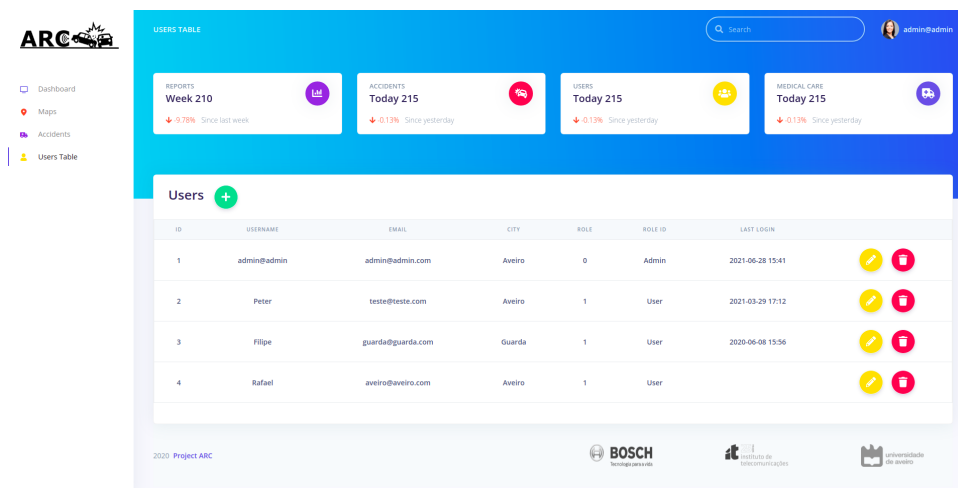 ARC
Dashboard
Maps
Accidents
Users Table
USERS TABLE
Search
admin@admin
REPORTS
Week 210
-9.78% Since last week
ACCIDENTS
Today 215
-0.13% Since yesterday
USERS
Today 215
-0.13% Since yesterday
MEDICAL CARE
Today 215
-0.13% Since yesterday
Users
ID USERNAME EMAIL CITY ROLE ROLE ID LAST LOGIN
1 admin@admin admin@admin.com Aveiro 0 Admin 2021-06-28 15:41
2 Peter teste@teste.com Aveiro 1 User 2021-03-29 17:12
3 Filipe guarda@guarda.com Guarda 1 User 2020-06-08 15:56
4 Rafael aveiro@aveiro.com Aveiro 1 User
2020 Project ARC
BOSCH
Tecnologia para a vida
it
instituto de
telecomunicações
universidade
de aveiro